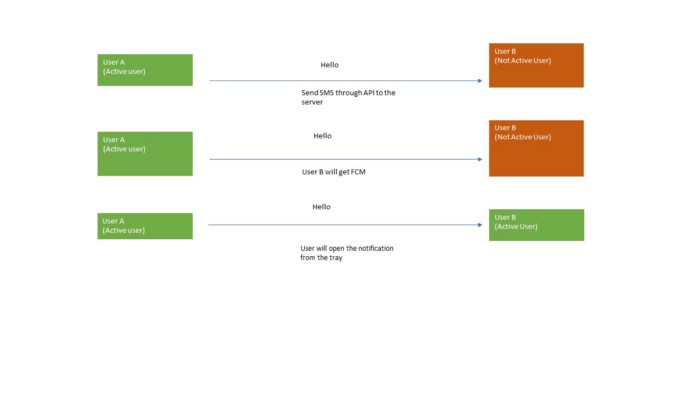 User A
(Active user)
Hello
Send SMS through API to the
server
User B
(Not Active User)
User A
(Active user)
Hello
User B will get FCM
User B
(Not Active User)
User A
(Active user)
Hello
User will open the notification
from the tray
User B
(Active User)